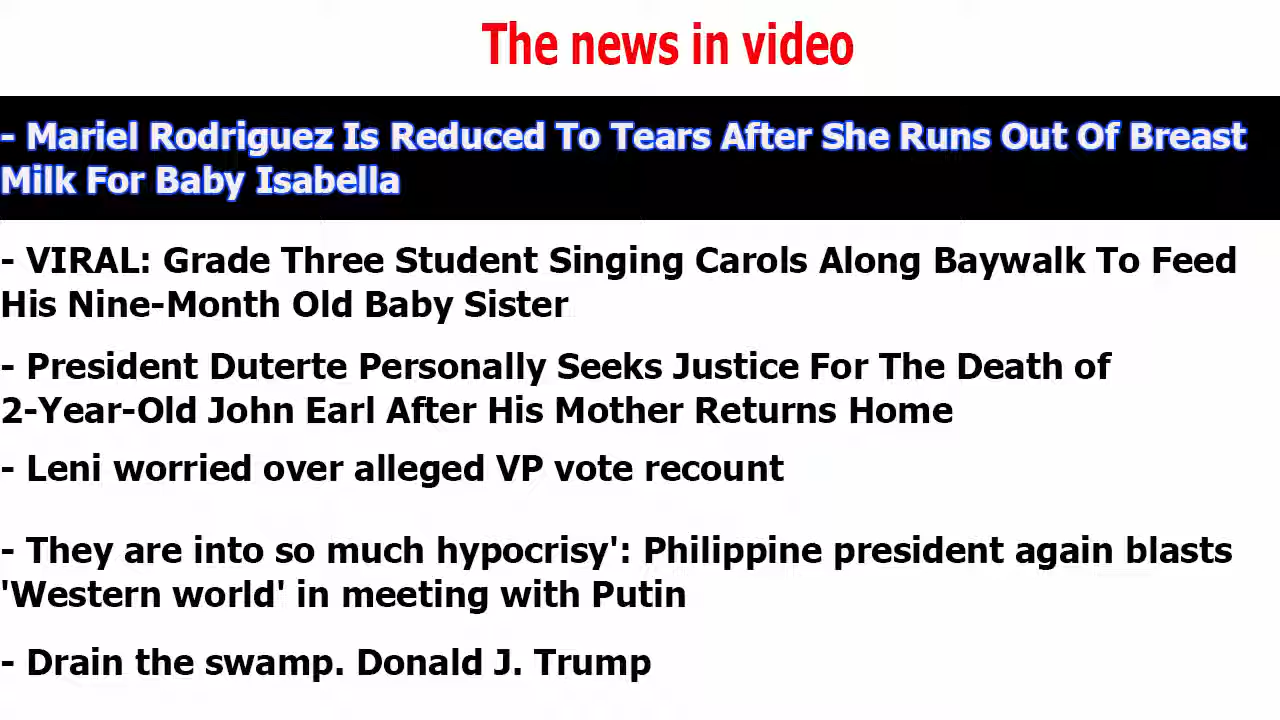 The news in video
- Mariel Rodriguez Is Reduced To Tears After She Runs Out Of Breast
Milk For Baby Isabella
- VIRAL: Grade Three Student Singing Carols Along Baywalk To Feed
His Nine-Month Old Baby Sister
- President Duterte Personally Seeks Justice For The Death of
2-Year-Old John Earl After His Mother Returns Home
- Leni worried over alleged VP vote recount
- They are into so much hypocrisy': Philippine president again blasts
'Western world' in meeting with Putin
- Drain the swamp. Donald J. Trump